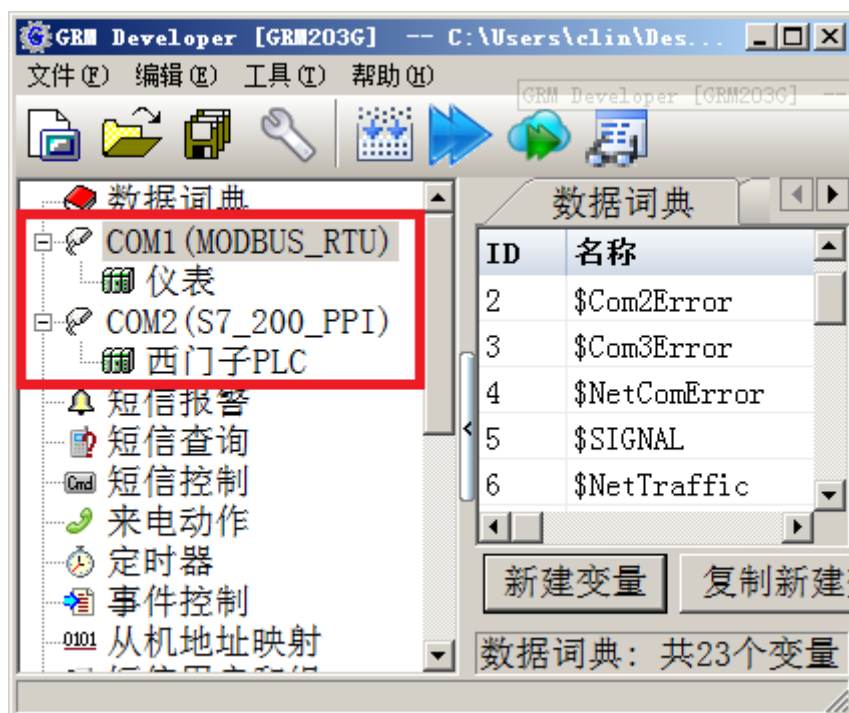 GRM Developer [GRM203G] -- C:\Users\clin\Des...
文件(F) 编辑(E) 工具(T) 帮助(H)
GRM Developer [GRM203G] --
数据词典
COM1(MODBUS_RTU)
仪表
COM2(S7_200_PPI)
西门子PLC
短信报警
短信查询
Cmd 短信控制
来电动作
定时器
事件控制
0101 从机地址映射
数据词典
ID 名称
2 $Com2Error
3 $Com3Error
4 $NetComError
5 $SIGNAL
6 $NetTraffic
新建变量 复制新建
数据词典: 共23个变量